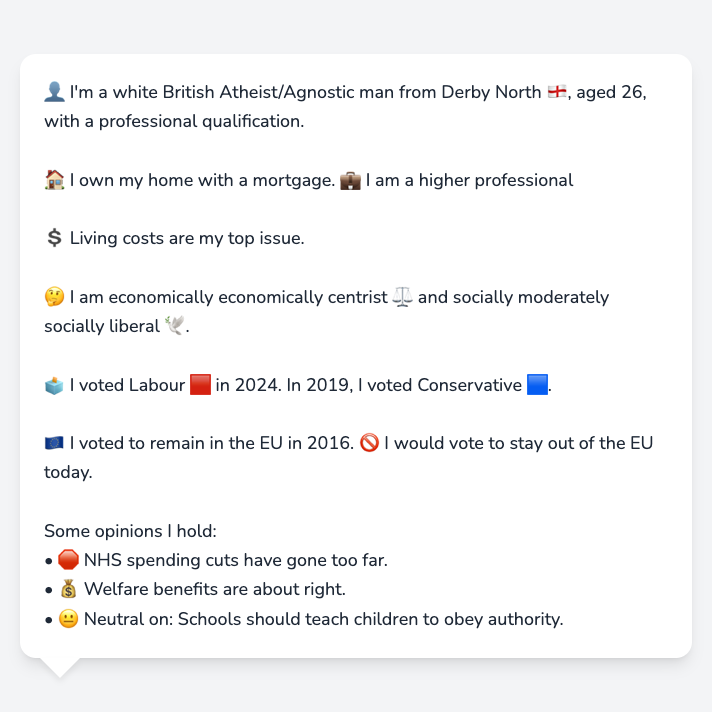 👤 I'm a white British Atheist/Agnostic man from Derby North 🏴󠁧󠁢󠁥󠁮󠁧󠁿, aged 26,
with a professional qualification.
🏠 I own my home with a mortgage. 💼 I am a higher professional
💲 Living costs are my top issue.
🤔 I am economically economically centrist ⚖️ and socially moderately
socially liberal 🕊️.
🗳️ I voted Labour 🟥 in 2024. In 2019, I voted Conservative 🟦.
🇪🇺 I voted to remain in the EU in 2016. 🚫 I would vote to stay out of the EU
today.
Some opinions I hold:
• 🛑 NHS spending cuts have gone too far.
• 💰 Welfare benefits are about right.
• 😐 Neutral on: Schools should teach children to obey authority.